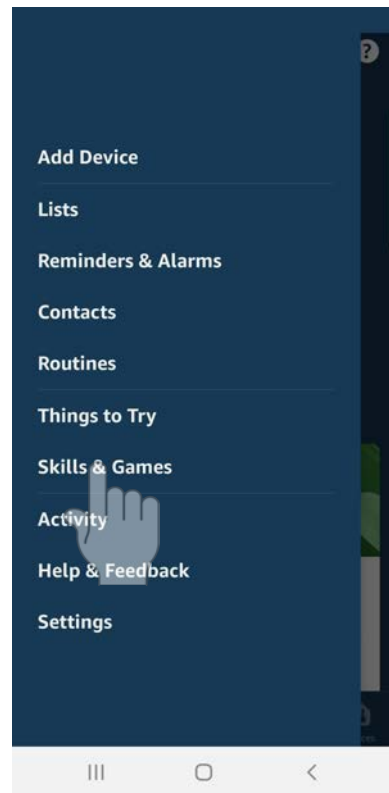 ?
Add Device
Lists
Reminders & Alarms
Contacts
Routines
Things to Try
Skills & Games
Activity
Help & Feedback
Settings